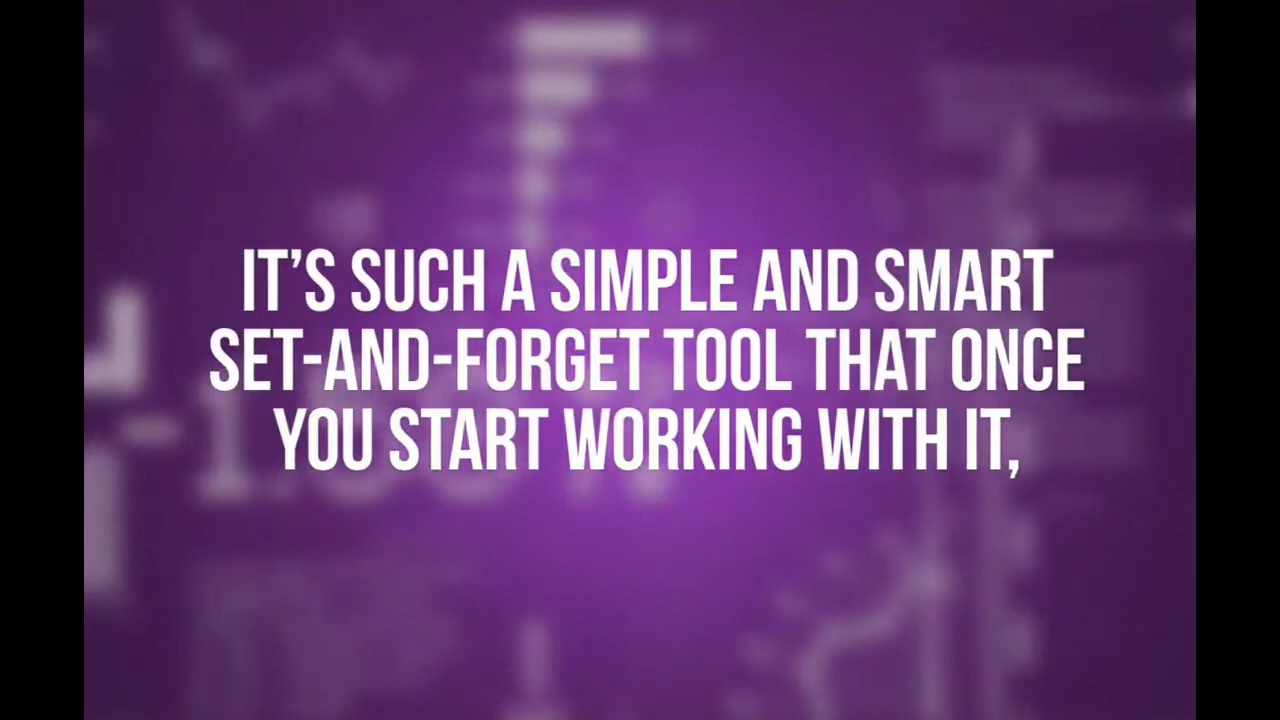 IT'S SUCH A SIMPLE AND SMART
SET-AND-FORGET TOOL THAT ONCE
YOU START WORKING WITH IT,